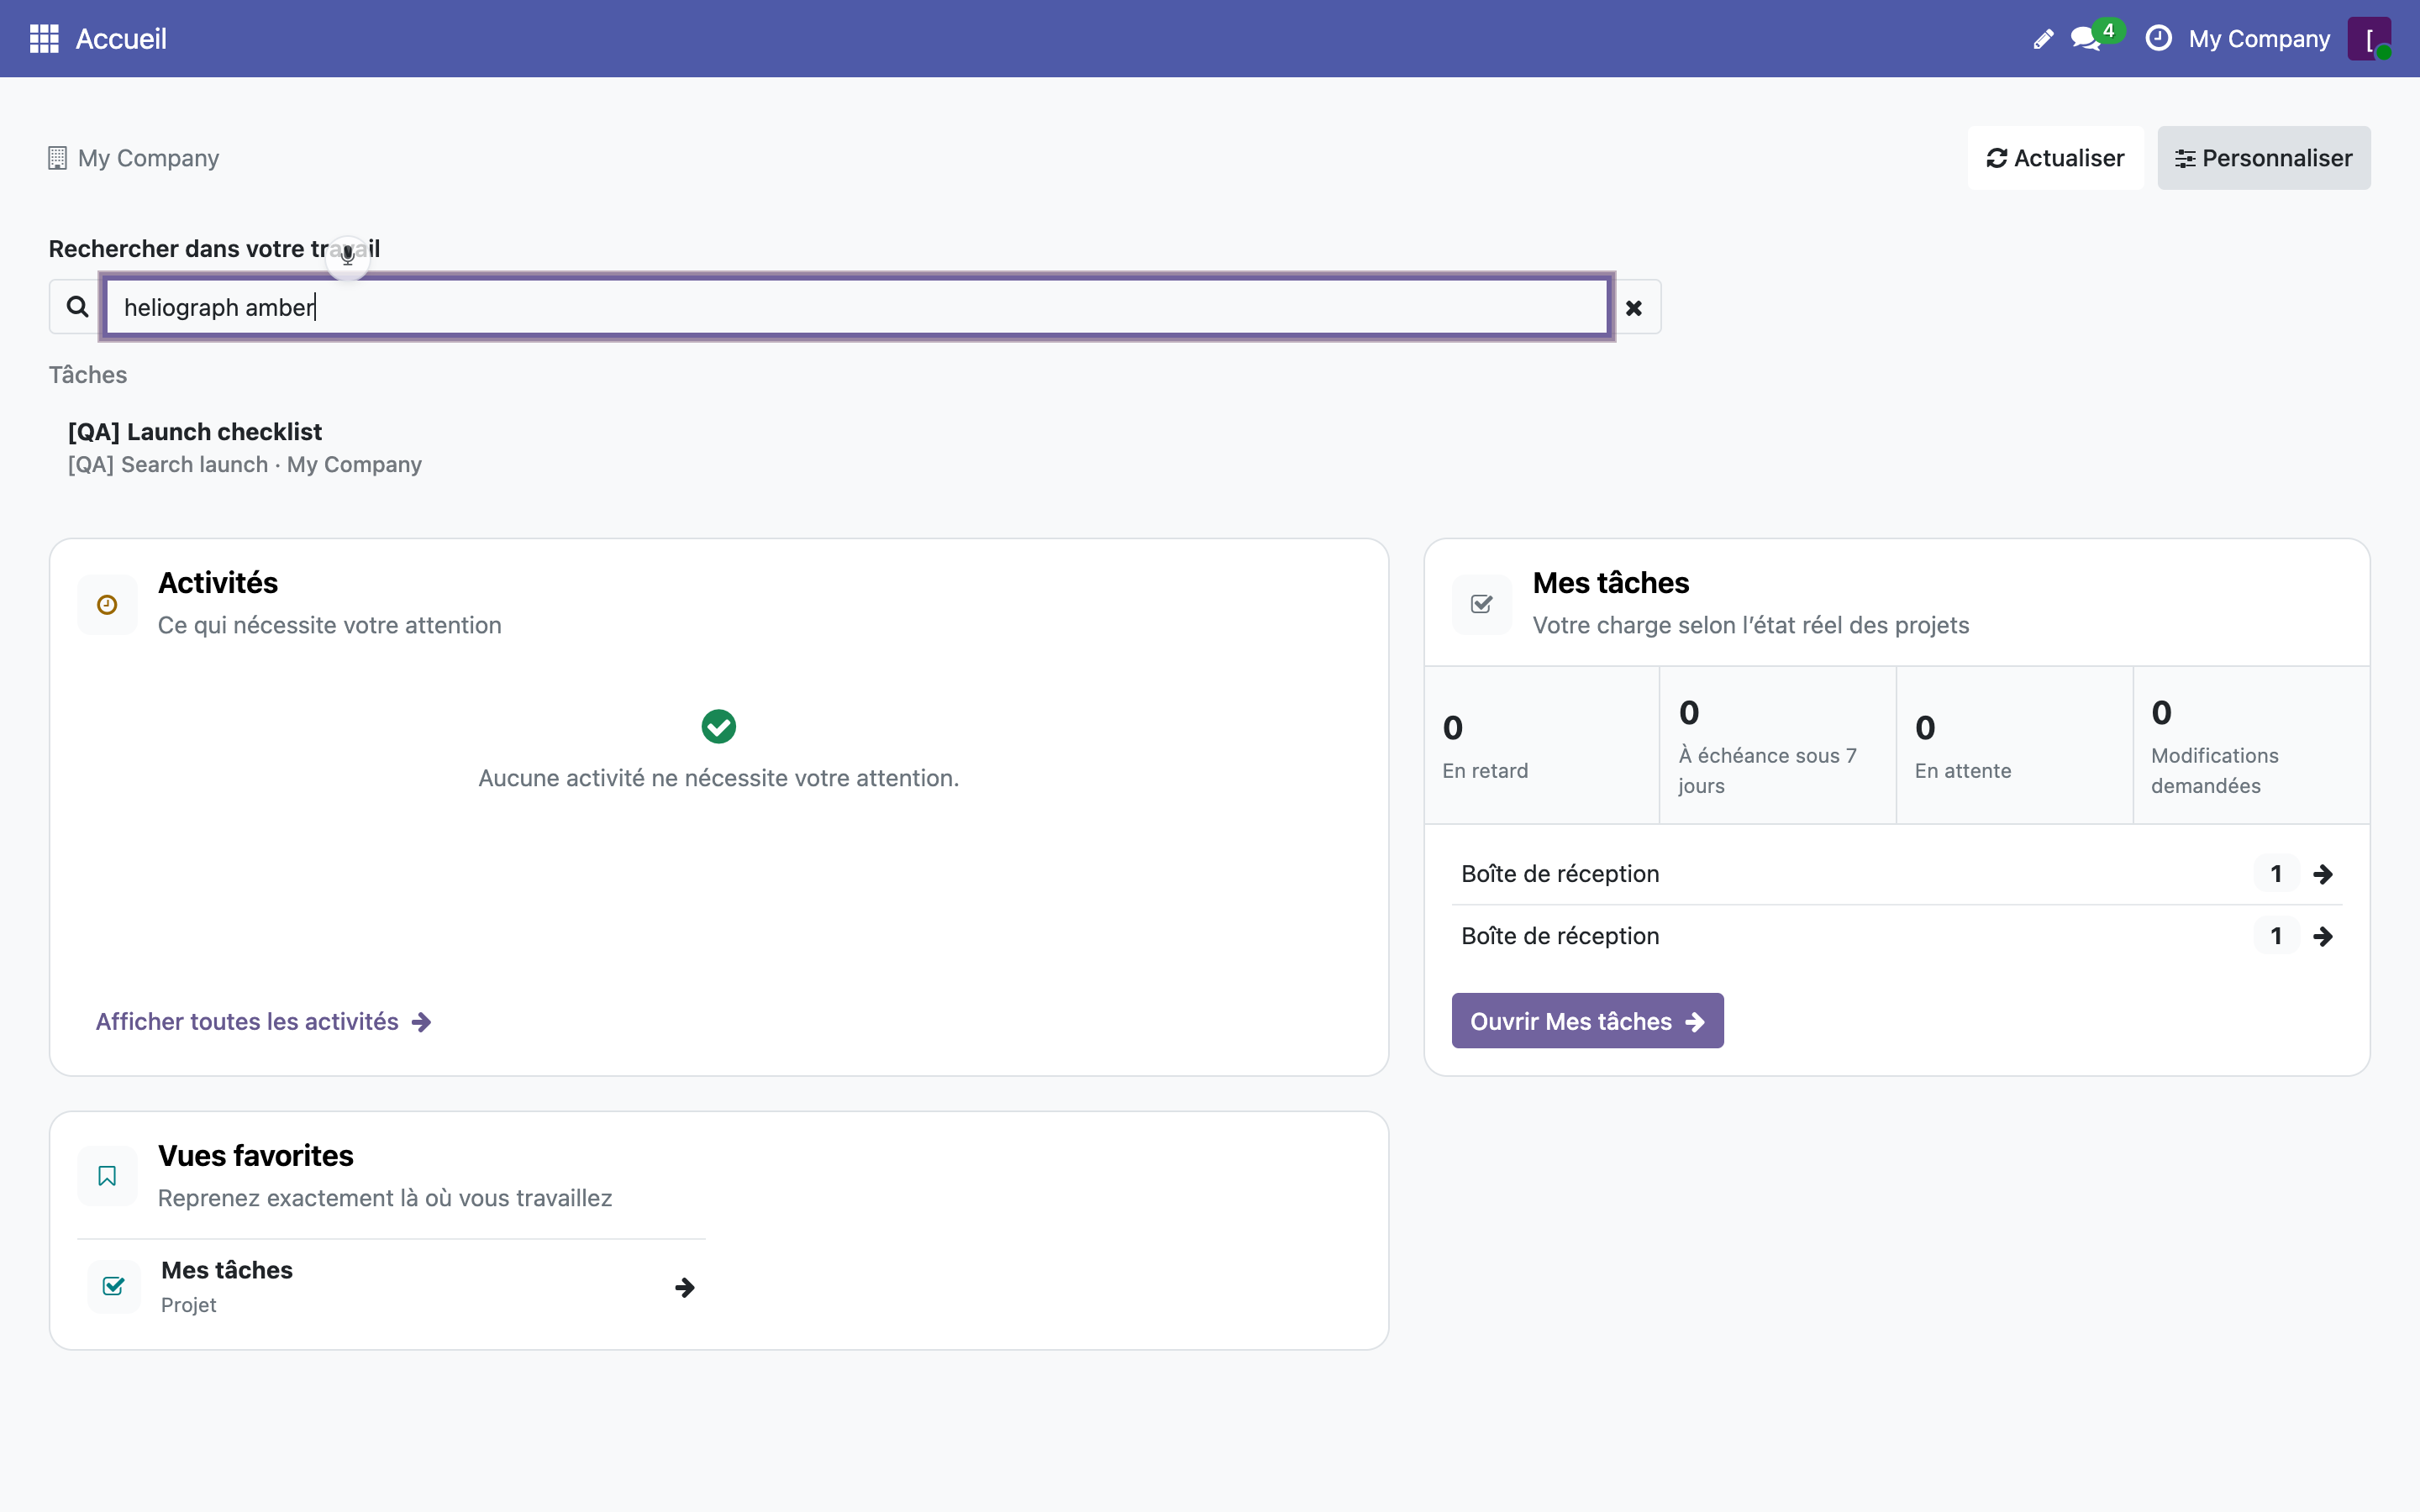 Accueil
4
My Company
[
My Company
Actualiser
Personnaliser
Rechercher dans votre travail
heliograph amber
Tâches
[QA] Launch checklist
[QA] Search launch · My Company
Activités
Ce qui nécessite votre attention
Aucune activité ne nécessite votre attention.
Afficher toutes les activités
Mes tâches
Votre charge selon l’état réel des projets
0
En retard
0
À échéance sous 7
jours
0
En attente
0
Modifications
demandées
Boîte de réception 1
Boîte de réception 1
Ouvrir Mes tâches
Vues favorites
Reprenez exactement là où vous travaillez
Mes tâches
Projet